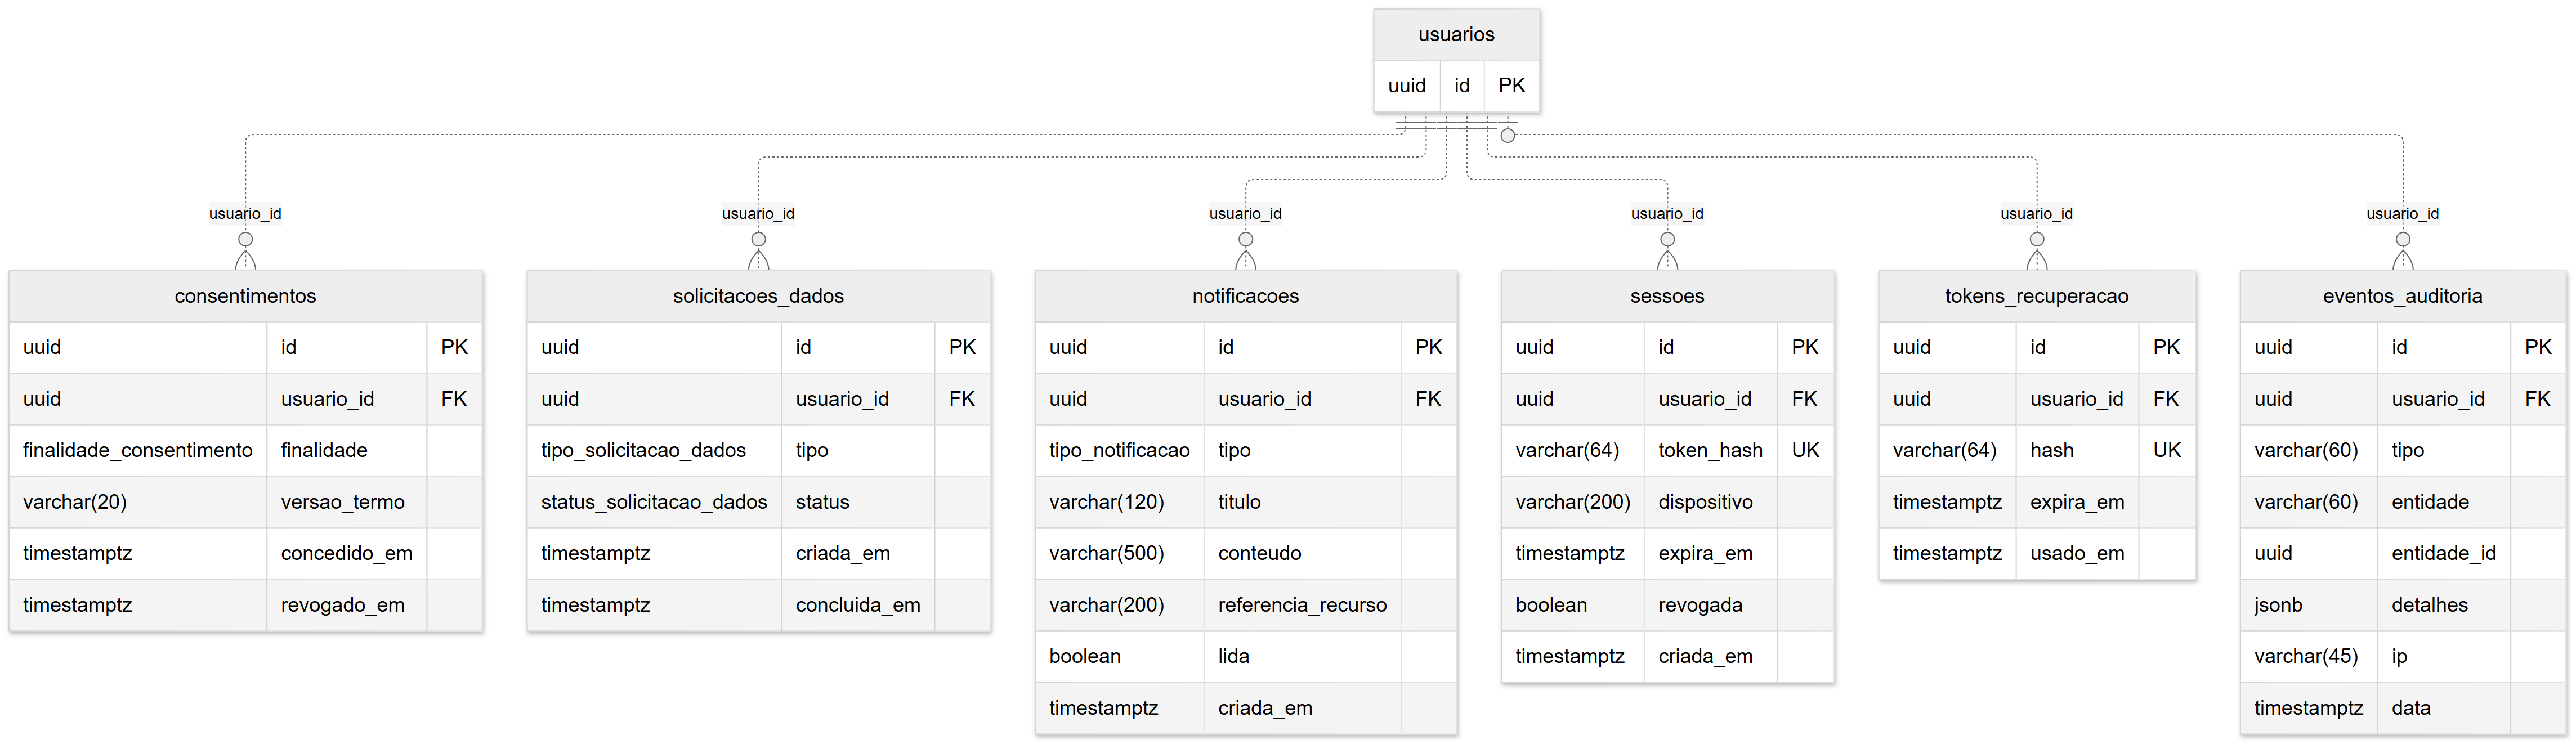 usuarios
uuid id PK
usuario_id
usuario_id
usuario_id
usuario_id
usuario_id
usuario_id
consentimentos
uuid id PK
uuid usuario_id FK
finalidade_consentimento finalidade
varchar(20) versao_termo
timestamptz concedido_em
timestamptz revogado_em
solicitacoes_dados
uuid id PK
uuid usuario_id FK
tipo_solicitacao_dados tipo
status_solicitacao_dados status
timestamptz criada_em
timestamptz concluida_em
notificacoes
uuid id PK
uuid usuario_id FK
tipo_notificacao tipo
varchar(120) titulo
varchar(500) conteudo
varchar(200) referencia_recurso
boolean lida
timestamptz criada_em
sessoes
uuid id PK
uuid usuario_id FK
varchar(64) token_hash UK
varchar(200) dispositivo
timestamptz expira_em
boolean revogada
timestamptz criada_em
tokens_recuperacao
uuid id PK
uuid usuario_id FK
varchar(64) hash UK
timestamptz expira_em
timestamptz usado_em
eventos_auditoria
uuid id PK
uuid usuario_id FK
varchar(60) tipo
varchar(60) entidade
uuid entidade_id
jsonb detalhes
varchar(45) ip
timestamptz data